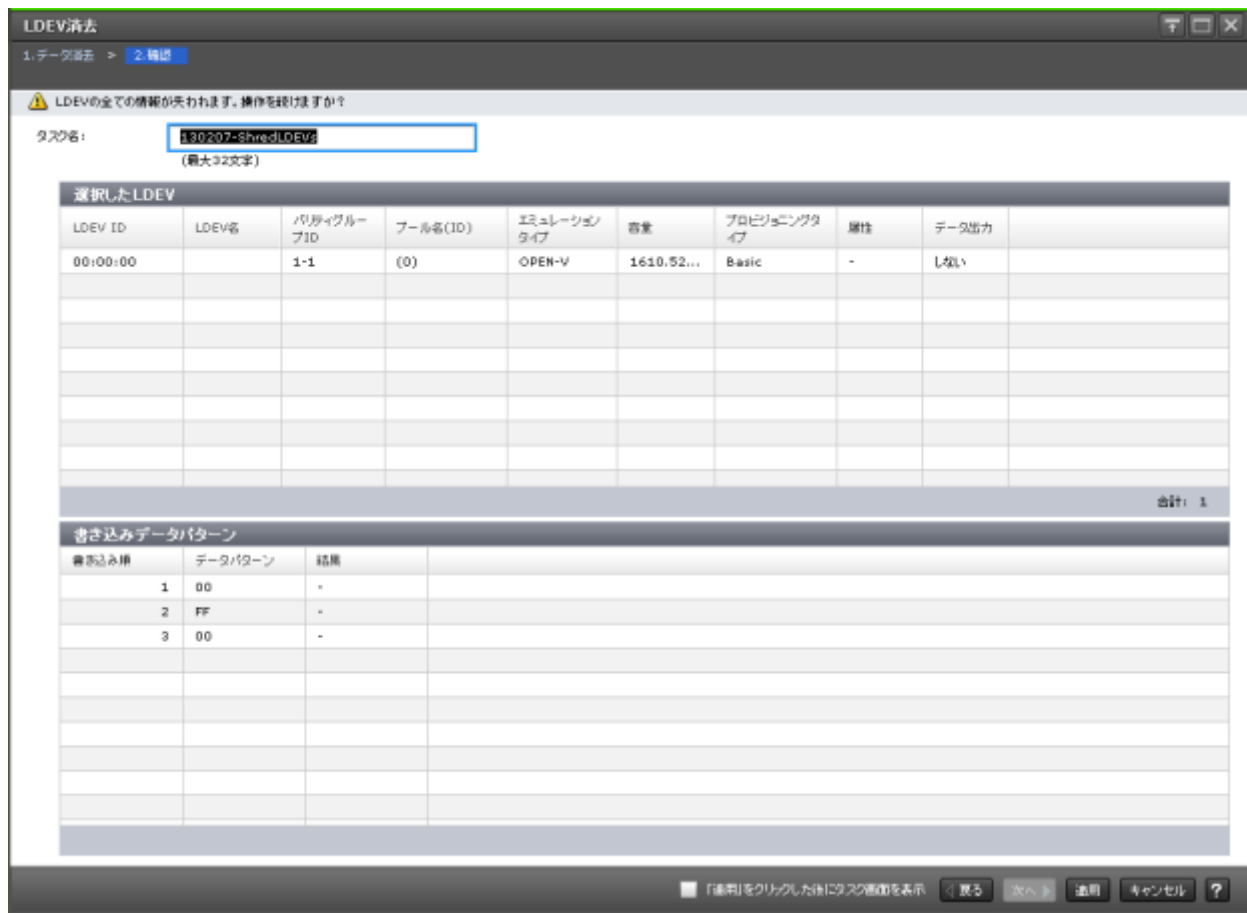 LDEV消去
1.データ消去 > 2.確認
LDEVの全ての情報が失われます。操作を続けますか?
タスク名:
130207-ShredLDEVs
(最大32文字)
選択したLDEV
LDEV ID LDEV名 パリティグループID プール名(ID) エミュレーションタイプ 容量 プロビジョニングタイプ 属性 データ出力
00:00:00 1-1 (0) OPEN-V 1610.52... Basic - しない
合計: 1
書き込みデータパターン
書き込み順 データパターン 結果
1 00 -
2 FF -
3 00 -
「適用」をクリックした後にタスク画面を表示 戻る 次へ 適用 キャンセル ?